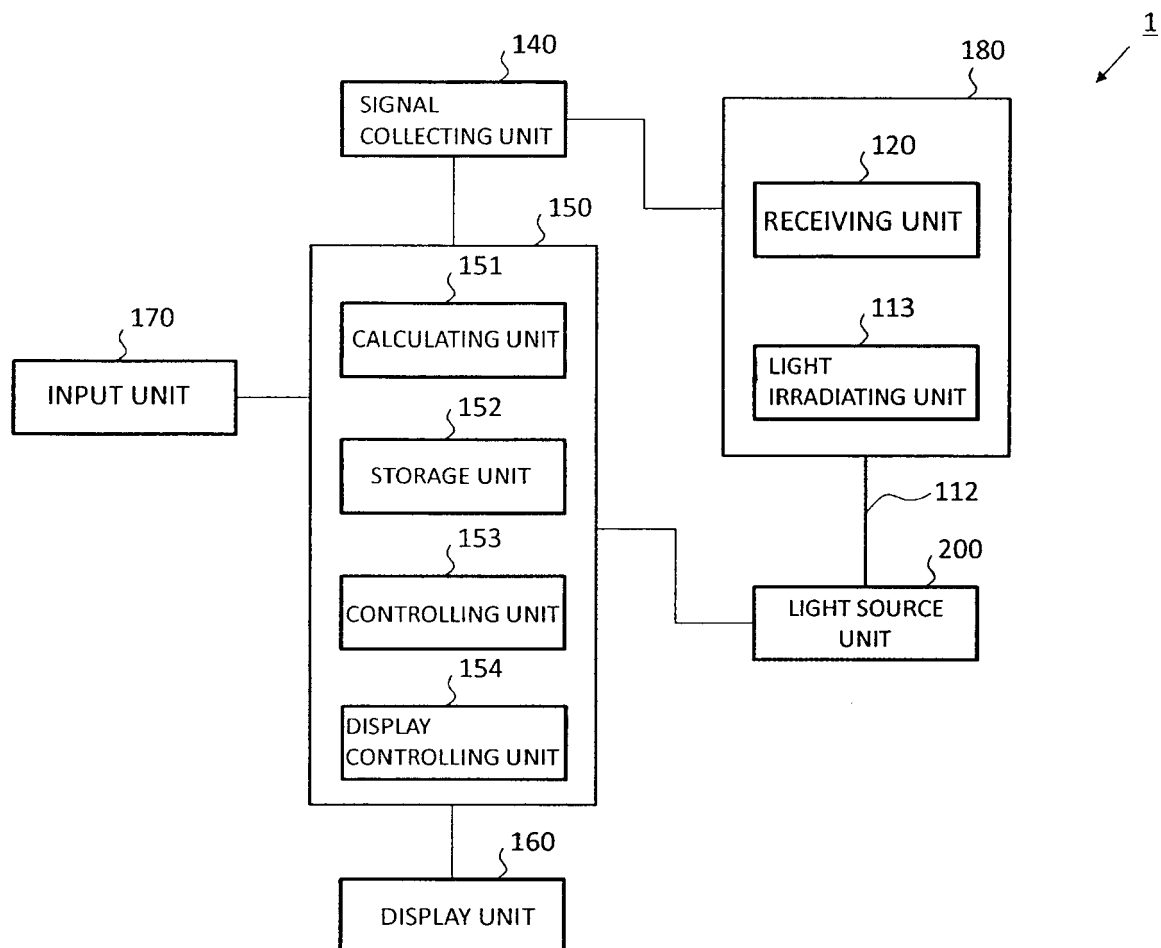 1
140
SIGNAL
COLLECTING UNIT
180
120
RECEIVING UNIT
150
151
CALCULATING UNIT
170
INPUT UNIT
113
LIGHT
IRRADIATING UNIT
152
STORAGE UNIT
112
153
CONTROLLING UNIT
200
LIGHT SOURCE
UNIT
154
DISPLAY
CONTROLLING UNIT
160
DISPLAY UNIT